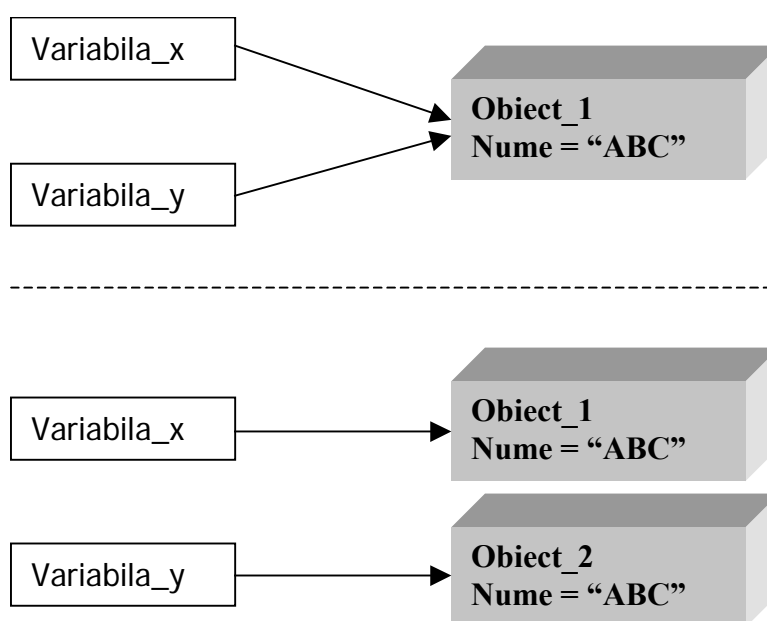 Variabila_x
Obiect_1
Nume = “ABC”
Variabila_y
Variabila_x
Obiect_1
Nume = “ABC”
Variabila_y
Obiect_2
Nume = “ABC”